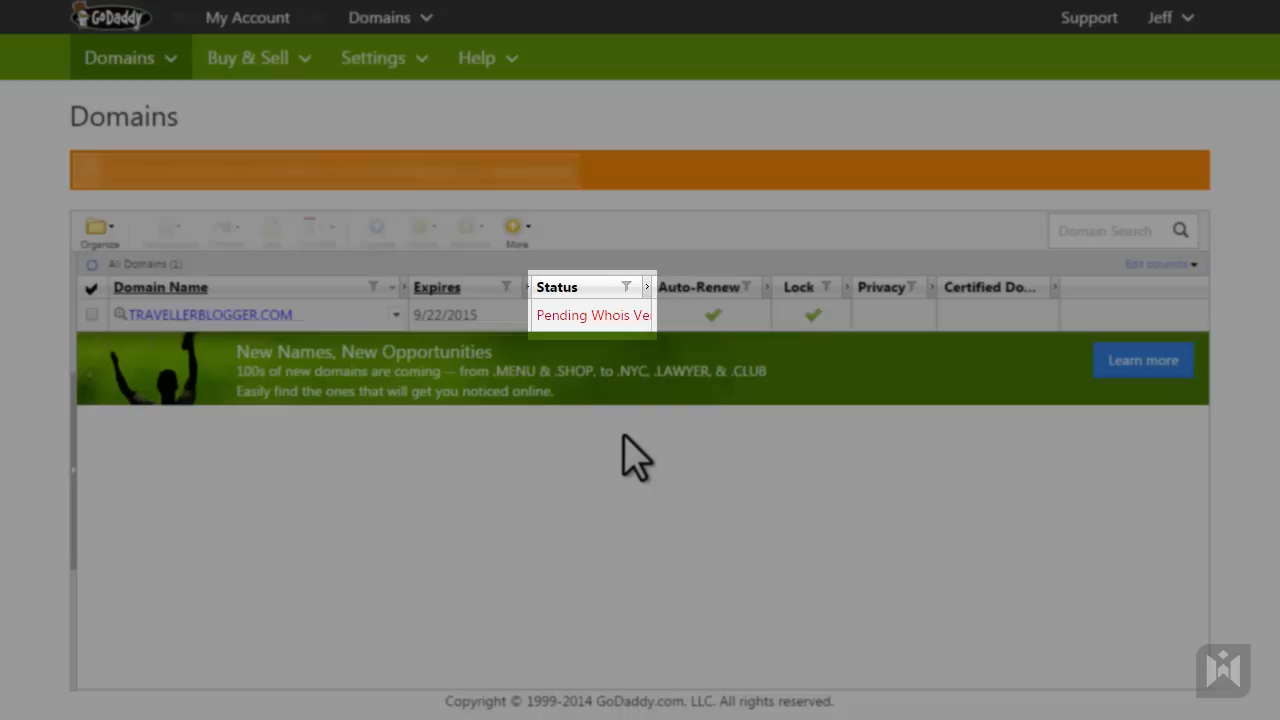 GoDaddy My Account Domains Support Jeff
Domains Buy & Sell Settings Help
Domains
Organize More Domain Search
All Domains (1) Edit columns
Domain Name Expires Status Auto-Renew Lock Privacy Certified Do...
TRAVELLERBLOGGER.COM 9/22/2015 Pending Whois Ver
New Names, New Opportunities
100s of new domains are coming — from .MENU & .SHOP, to .NYC, .LAWYER, & .CLUB
Easily find the ones that will get you noticed online.
Learn more
Copyright © 1999-2014 GoDaddy.com, LLC. All rights reserved.